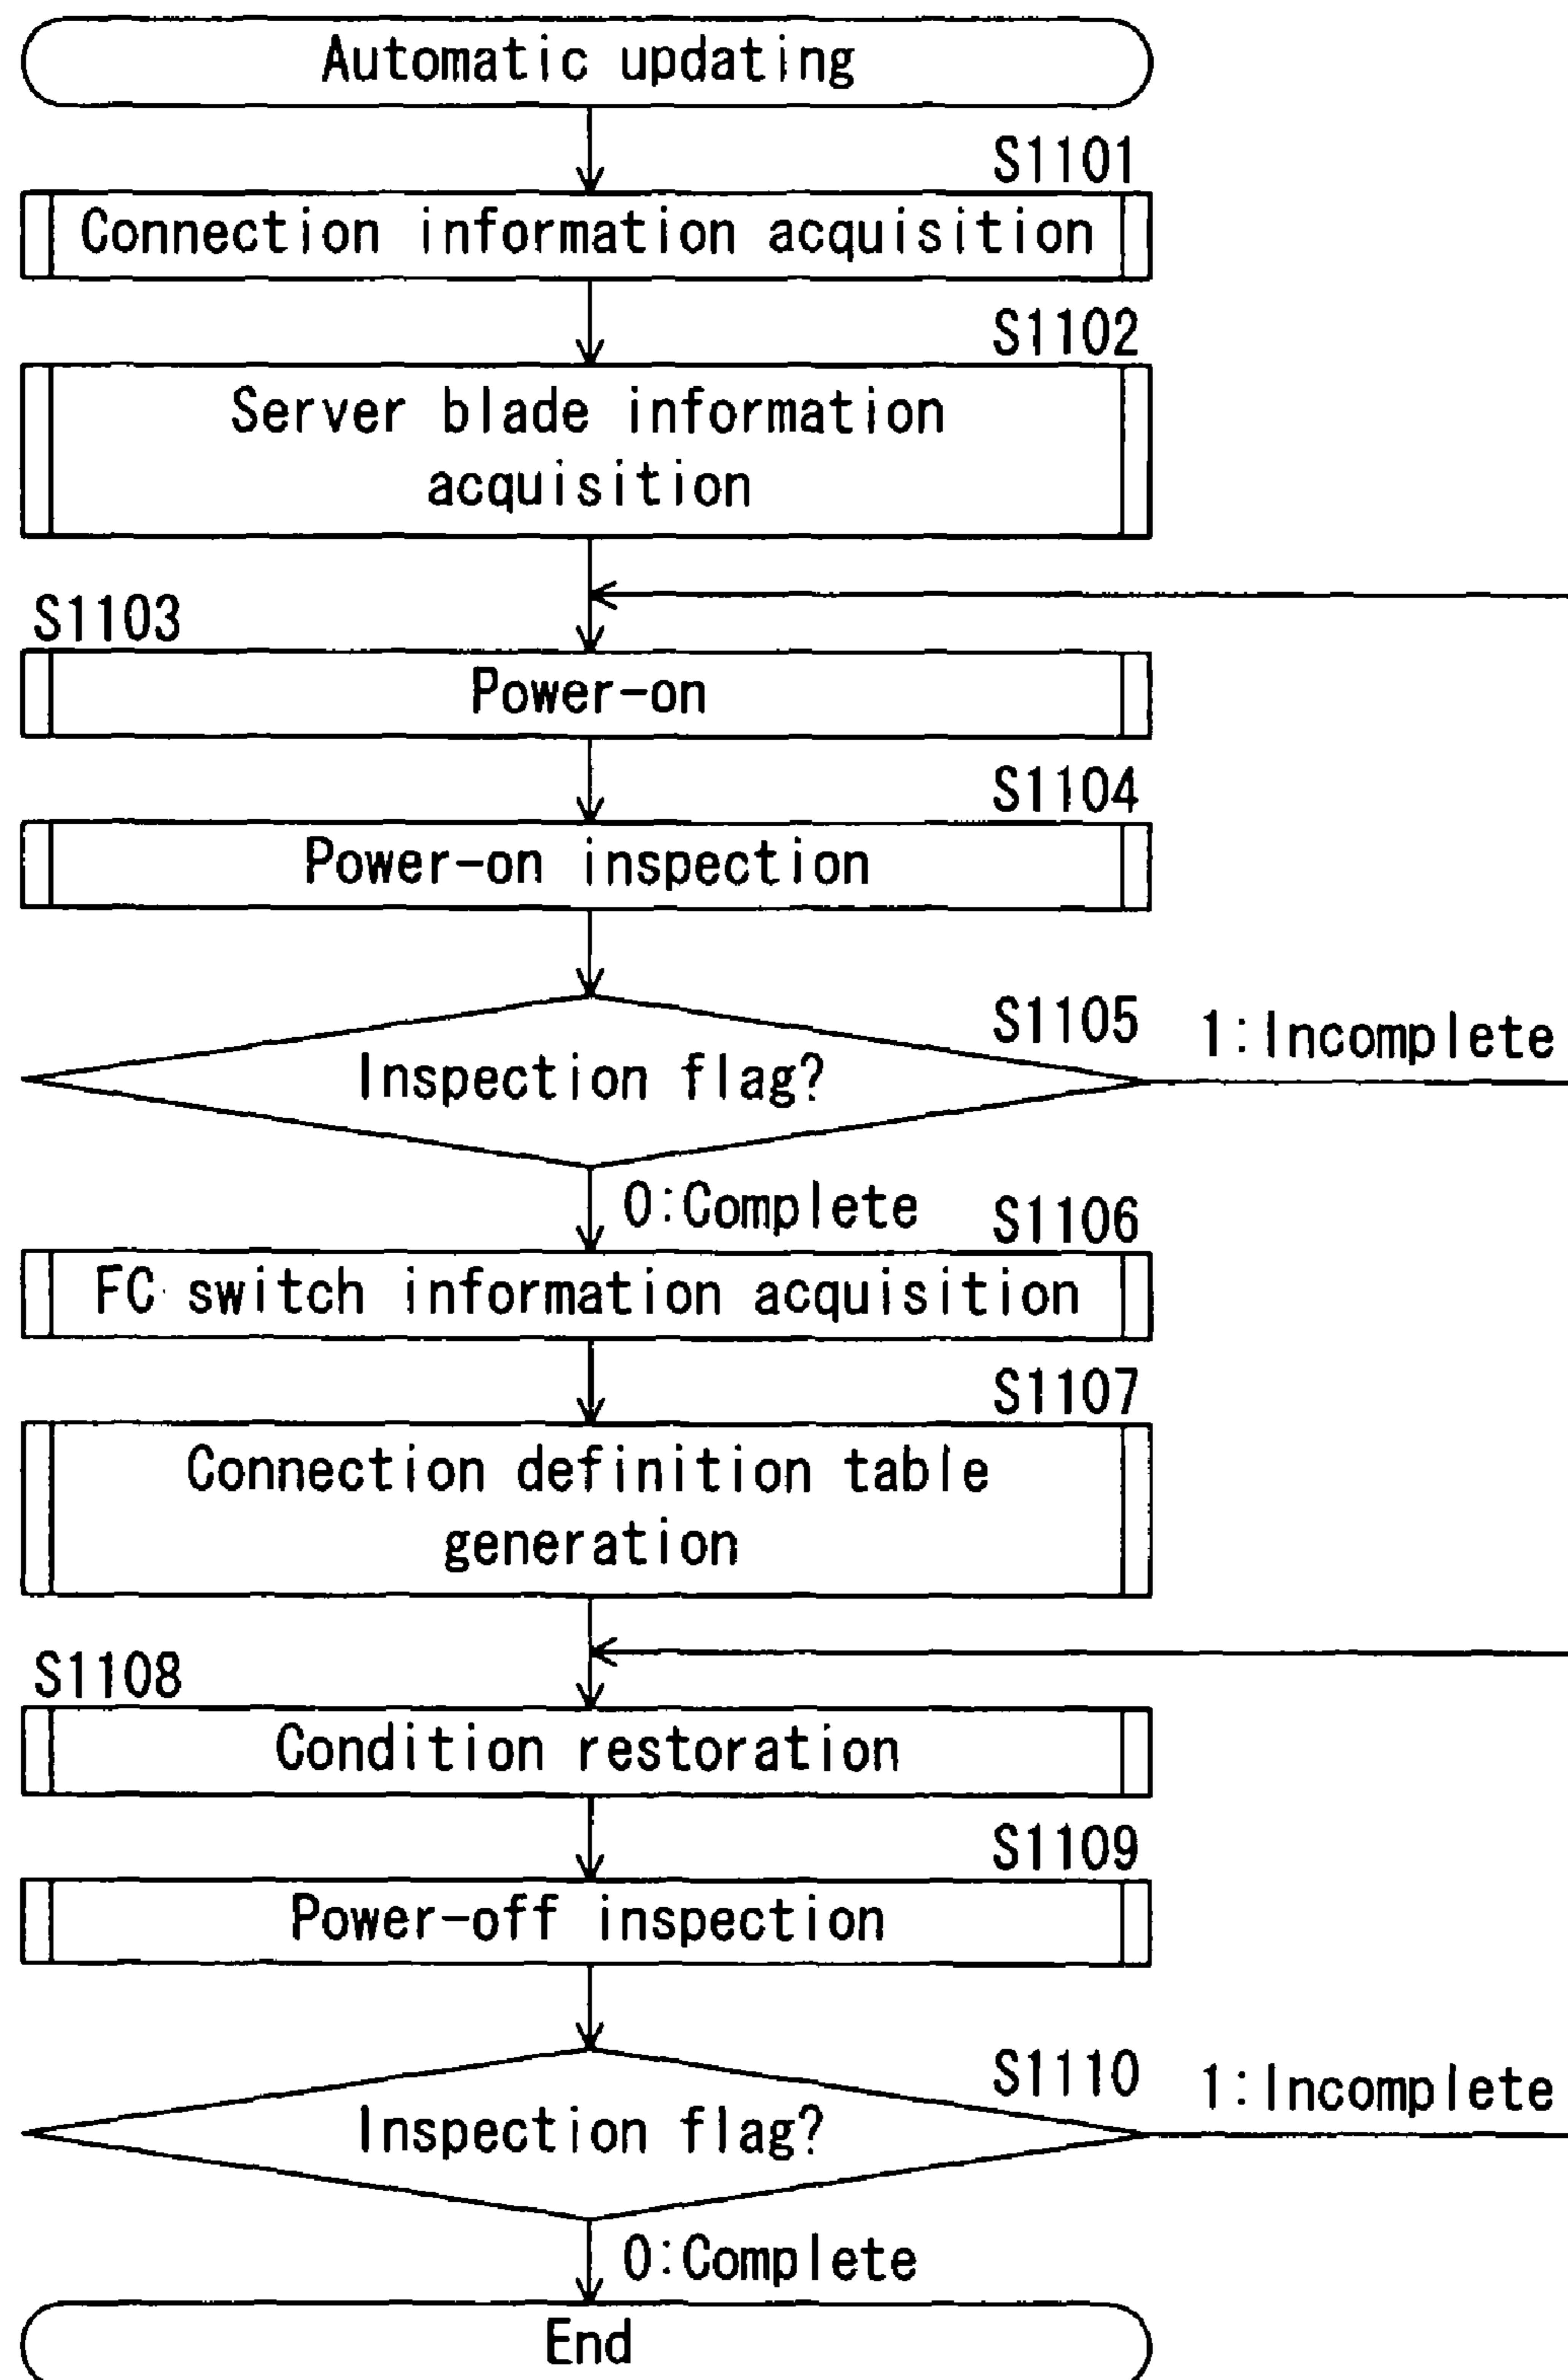 Automatic updating
S1101
Connection information acquisition
S1102
Server blade information
acquisition
S1103
Power-on
S1104
Power-on inspection
S1105
1:Incomplete
Inspection flag?
0:Complete
S1106
FC switch information acquisition
S1107
Connection definition table
generation
S1108
Condition restoration
S1109
Power-off inspection
S1110
1:Incomplete
Inspection flag?
0:Complete
End